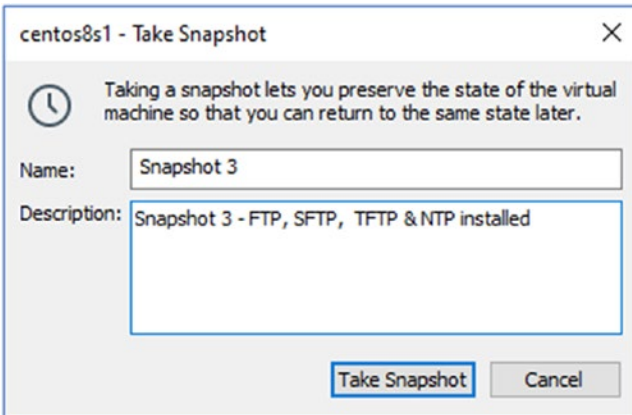 centos8s1 - Take Snapshot
Taking a snapshot lets you preserve the state of the virtual
machine so that you can return to the same state later.
Name: Snapshot 3
Description: Snapshot 3 - FTP, SFTP, TFTP & NTP installed
Take Snapshot Cancel